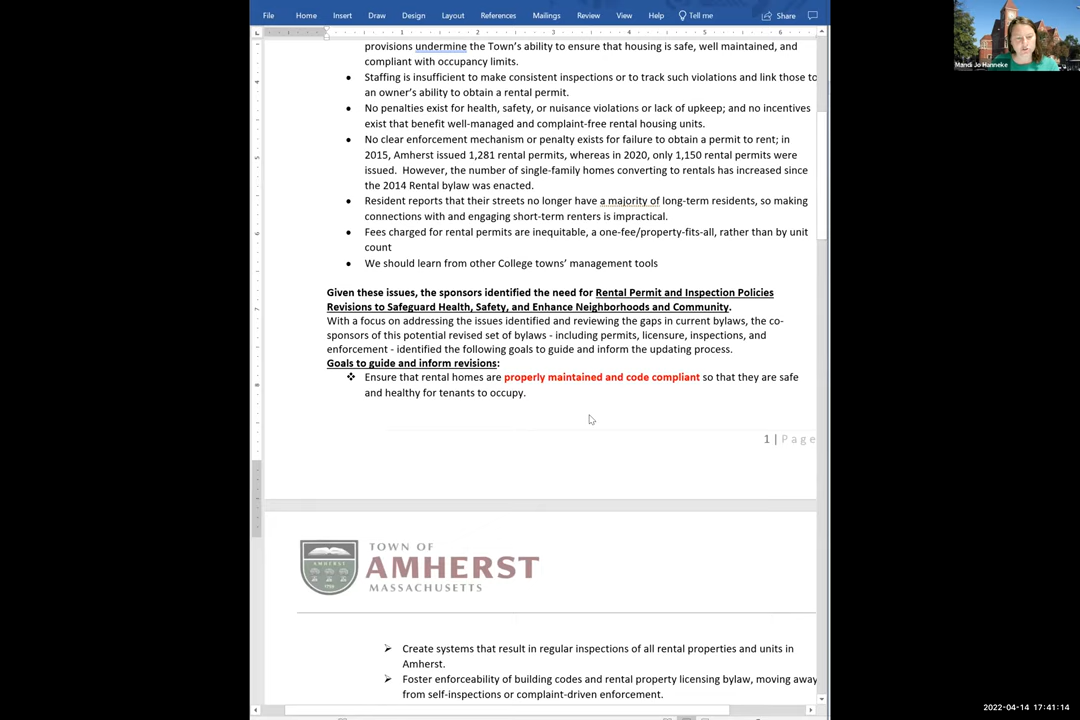 File Home Insert Draw Design Layout References Mailings Review View Help Tell me Share
Mandi Jo Hanneke
provisions undermine the Town's ability to ensure that housing is safe, well maintained, and
compliant with occupancy limits.
• Staffing is insufficient to make consistent inspections or to track such violations and link those to
an owner's ability to obtain a rental permit.
• No penalties exist for health, safety, or nuisance violations or lack of upkeep; and no incentives
exist that benefit well-managed and complaint-free rental housing units.
• No clear enforcement mechanism or penalty exists for failure to obtain a permit to rent; in
2015, Amherst issued 1,281 rental permits, whereas in 2020, only 1,150 rental permits were
issued. However, the number of single-family homes converting to rentals has increased since
the 2014 Rental bylaw was enacted.
• Resident reports that their streets no longer have a majority of long-term residents, so making
connections with and engaging short-term renters is impractical.
• Fees charged for rental permits are inequitable, a one-fee/property-fits-all, rather than by unit
count
• We should learn from other College towns' management tools
Given these issues, the sponsors identified the need for Rental Permit and Inspection Policies
Revisions to Safeguard Health, Safety, and Enhance Neighborhoods and Community.
With a focus on addressing the issues identified and reviewing the gaps in current bylaws, the co-
sponsors of this potential revised set of bylaws - including permits, licensure, inspections, and
enforcement - identified the following goals to guide and inform the updating process.
Goals to guide and inform revisions:
❖ Ensure that rental homes are properly maintained and code compliant so that they are safe
and healthy for tenants to occupy.
1 | Page
TOWN OF
AMHERST
MASSACHUSETTS
➢ Create systems that result in regular inspections of all rental properties and units in
Amherst.
➢ Foster enforceability of building codes and rental property licensing bylaw, moving away
from self-inspections or complaint-driven enforcement.
2022-04-14 17:41:14